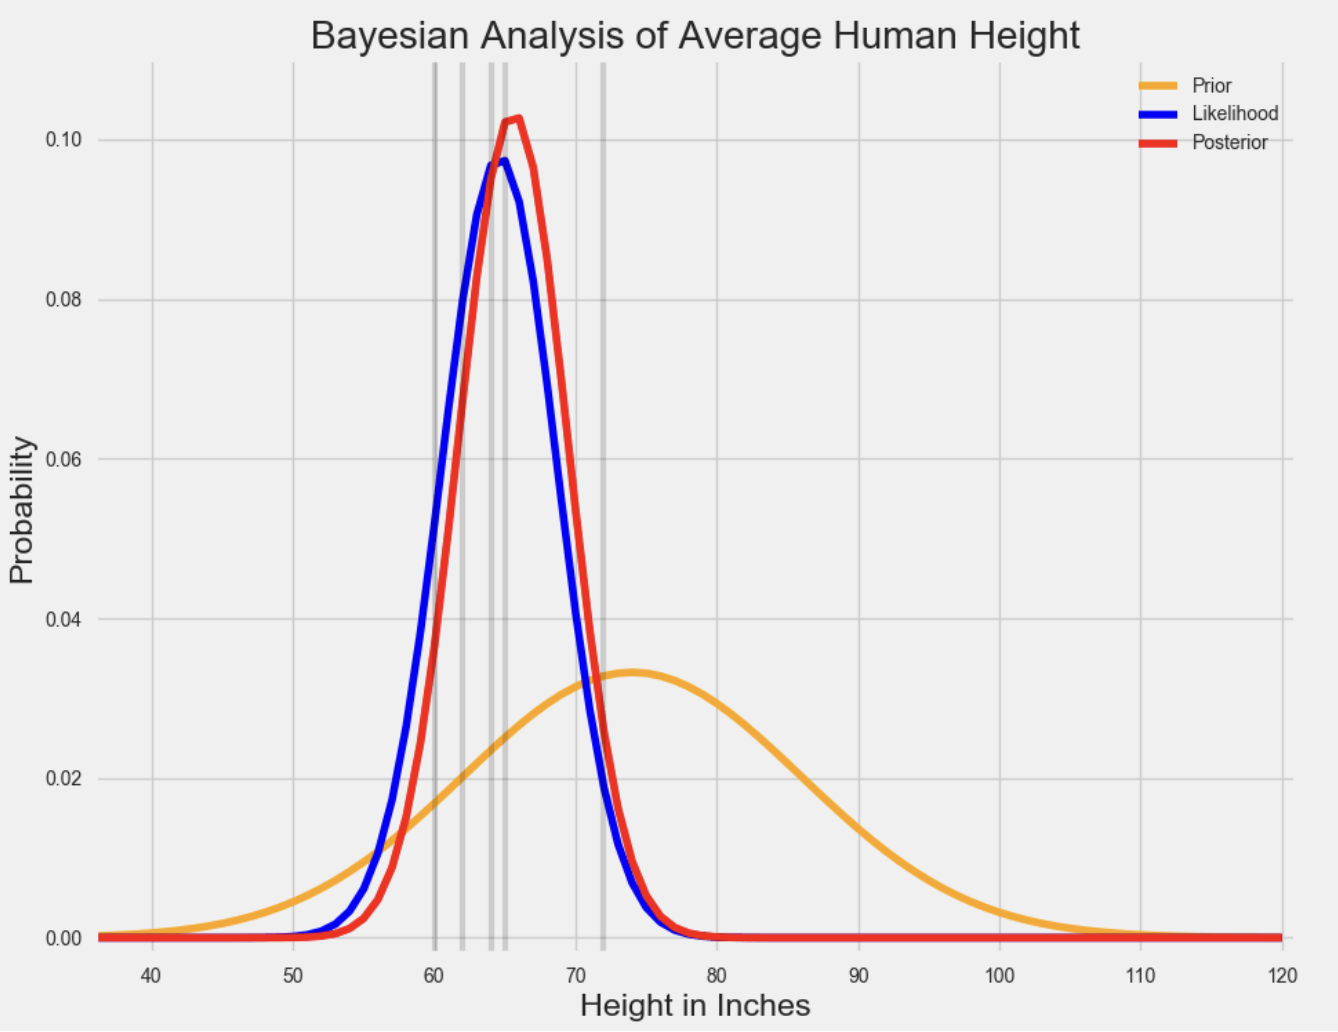 Bayesian Analysis of Average Human Height
Prior
Likelihood
Posterior
0.10
0.08
0.06
0.04
0.02
0.00
Probability
40 50 60 70 80 90 100 110 120
Height in Inches